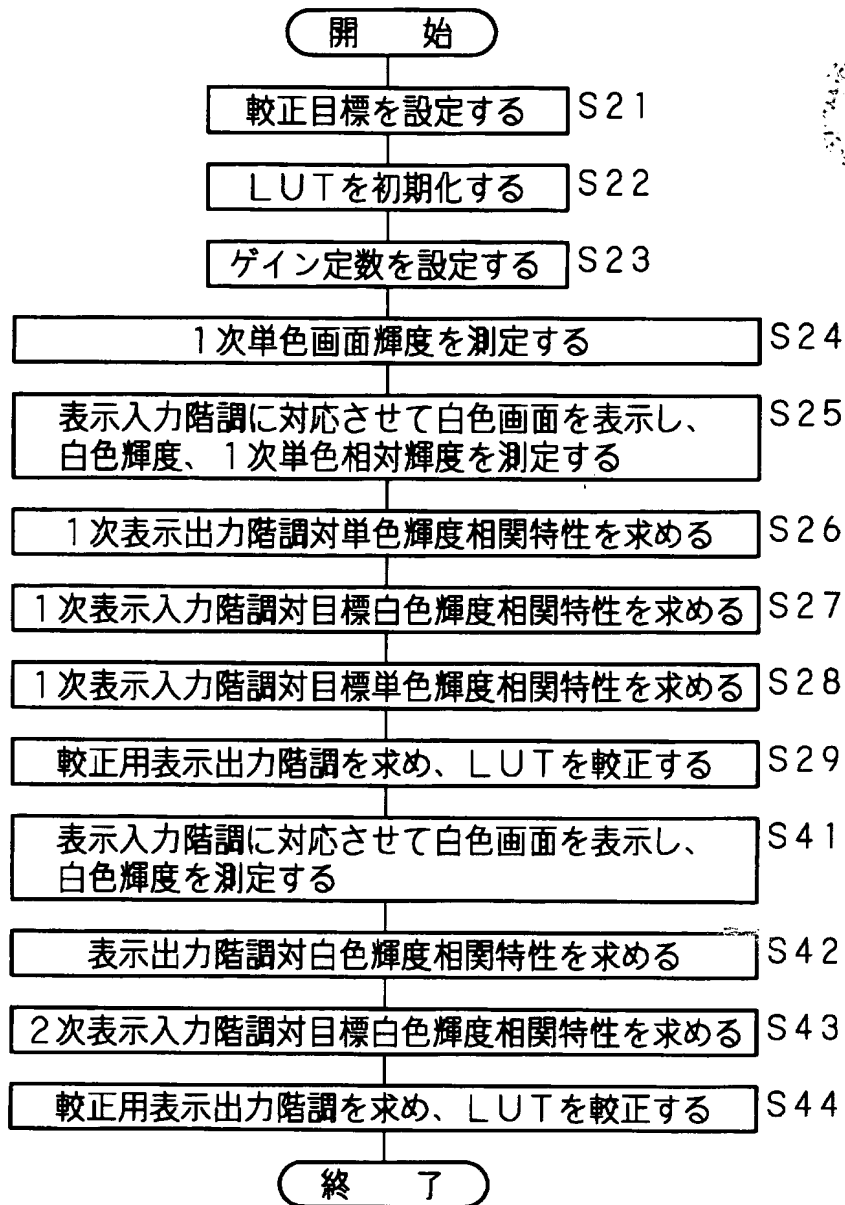 開 始
較正目標を設定する S21
LUTを初期化する S22
ゲイン定数を設定する S23
1次単色画面輝度を測定する S24
表示入力階調に対応させて白色画面を表示し、 S25
白色輝度、1次単色相対輝度を測定する
1次表示出力階調対単色輝度相関特性を求める S26
1次表示入力階調対目標白色輝度相関特性を求める S27
1次表示入力階調対目標単色輝度相関特性を求める S28
較正用表示出力階調を求め、LUTを較正する S29
表示入力階調に対応させて白色画面を表示し、 S41
白色輝度を測定する
表示出力階調対白色輝度相関特性を求める S42
2次表示入力階調対目標白色輝度相関特性を求める S43
較正用表示出力階調を求め、LUTを較正する S44
終 了